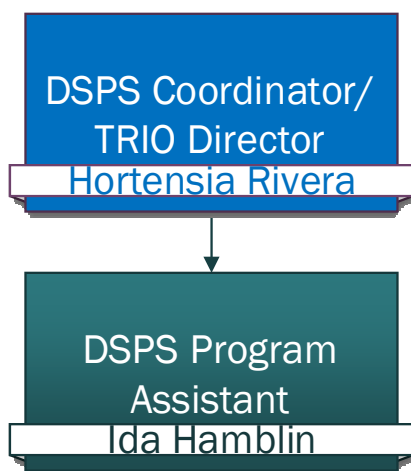 DSPS Coordinator/
TRIO Director
Hortensia Rivera
DSPS Program
Assistant
Ida Hamblin